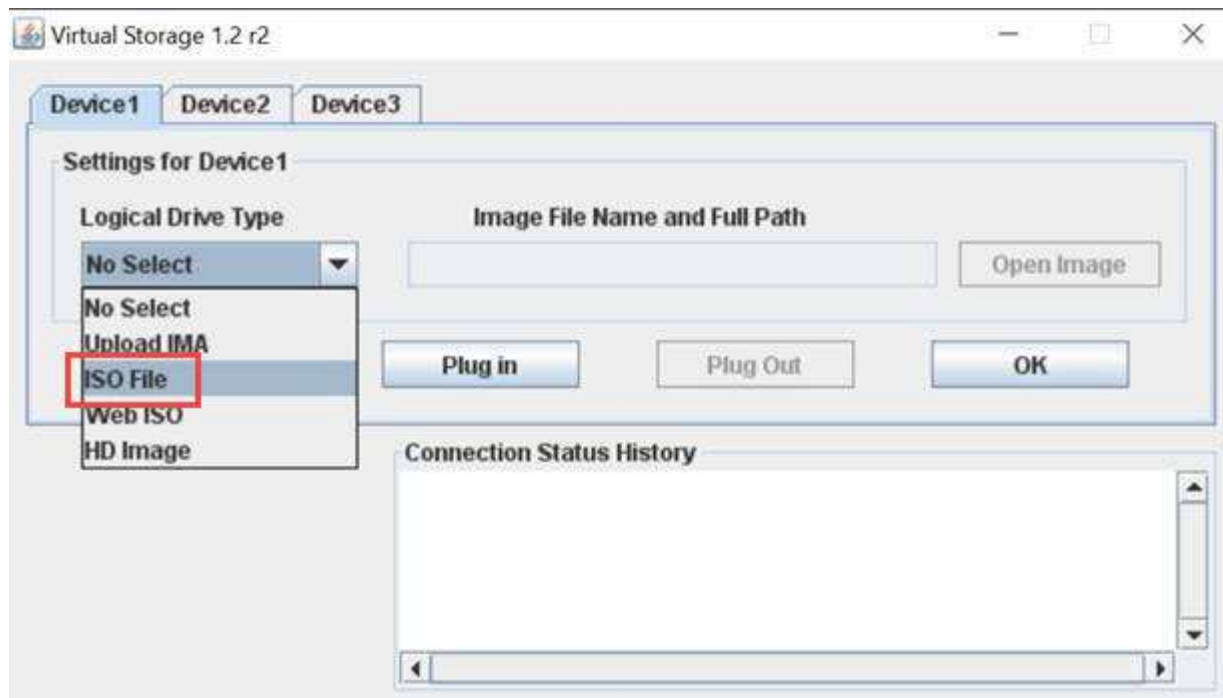 Virtual Storage 1.2 r2
Device1 Device2 Device3
Settings for Device1
Logical Drive Type Image File Name and Full Path
No Select Open Image
No Select
Upload IMA
ISO File
Web ISO
HD Image
Plug in Plug Out OK
Connection Status History